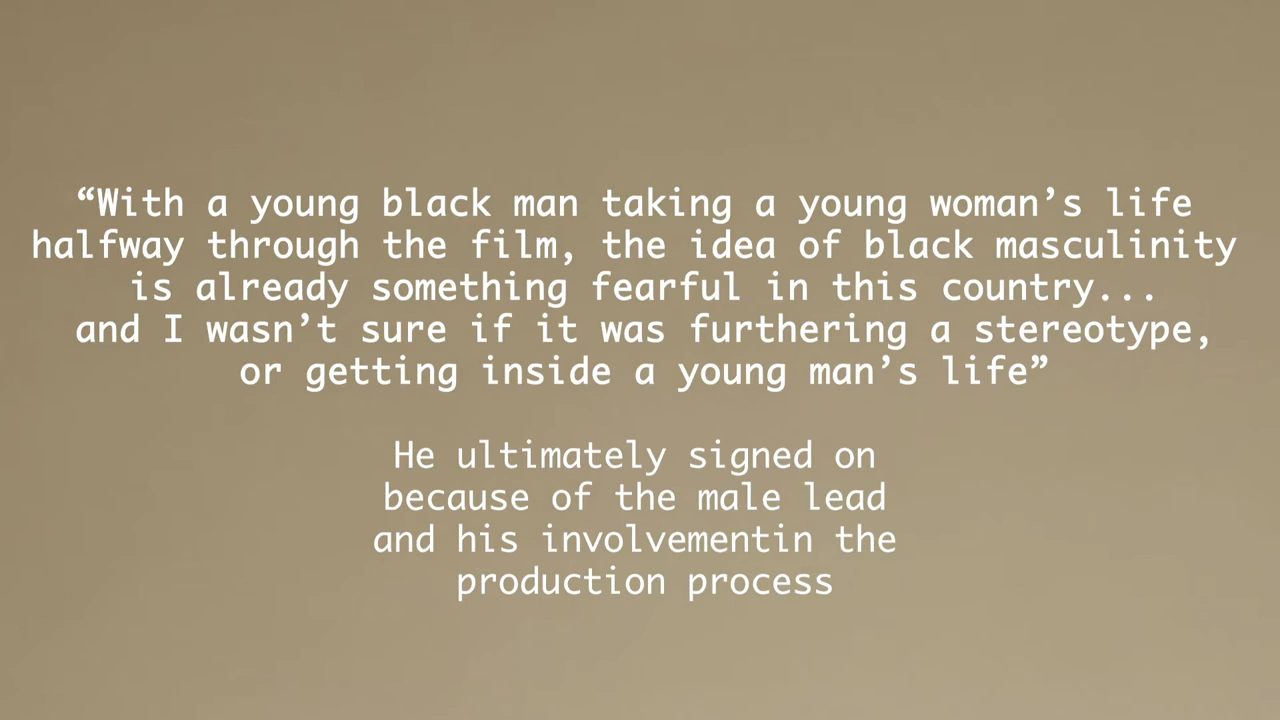 “With a young black man taking a young woman’s life
halfway through the film, the idea of black masculinity
is already something fearful in this country...
and I wasn’t sure if it was furthering a stereotype,
or getting inside a young man’s life”
He ultimately signed on
because of the male lead
and his involvementin the
production process